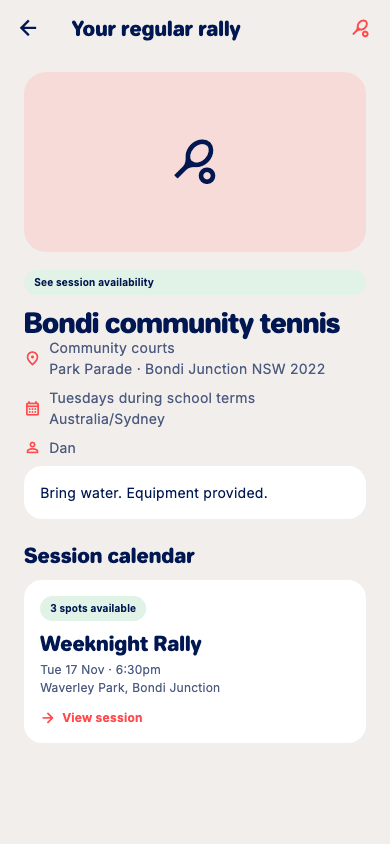 Your regular rally
See session availability
Bondi community tennis
Community courts
Park Parade · Bondi Junction NSW 2022
Tuesdays during school terms
Australia/Sydney
Dan
Bring water. Equipment provided.
Session calendar
3 spots available
Weeknight Rally
Tue 17 Nov · 6:30pm
Waverley Park, Bondi Junction
View session